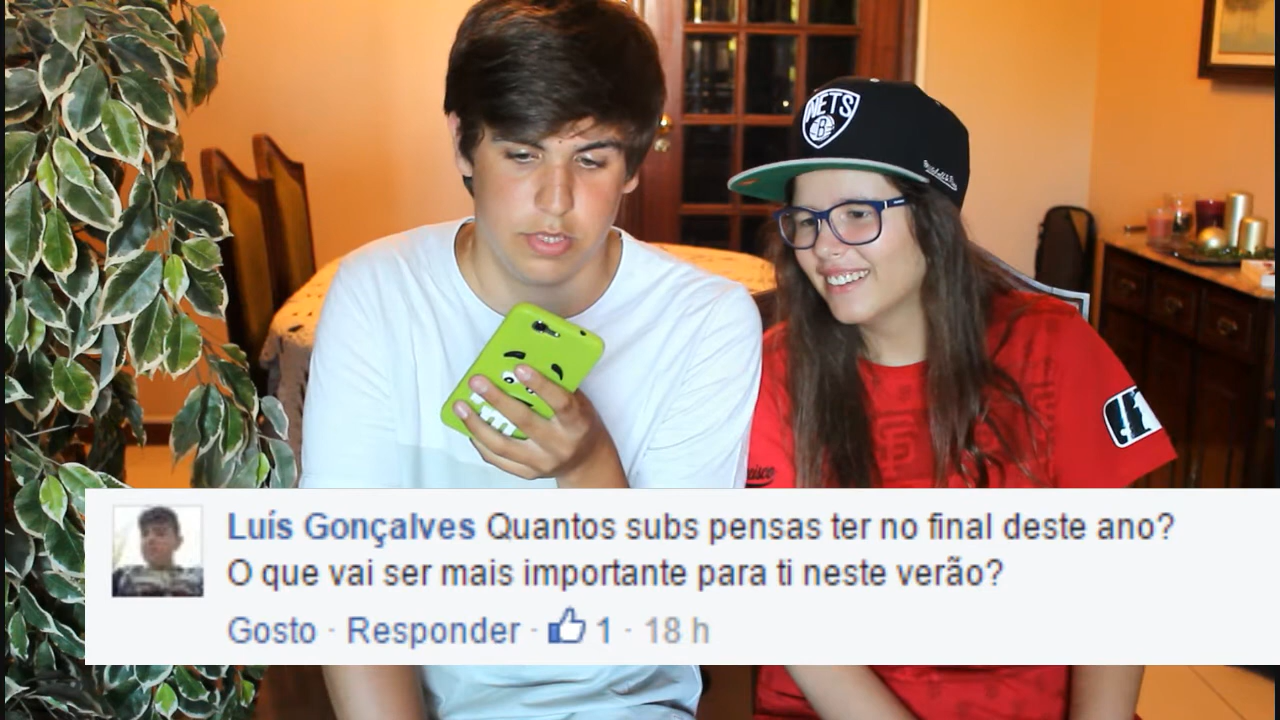 NETS
B
Luís Gonçalves Quantos subs pensas ter no final deste ano?
O que vai ser mais importante para ti neste verão?
Gosto · Responder · 1 · 18 h